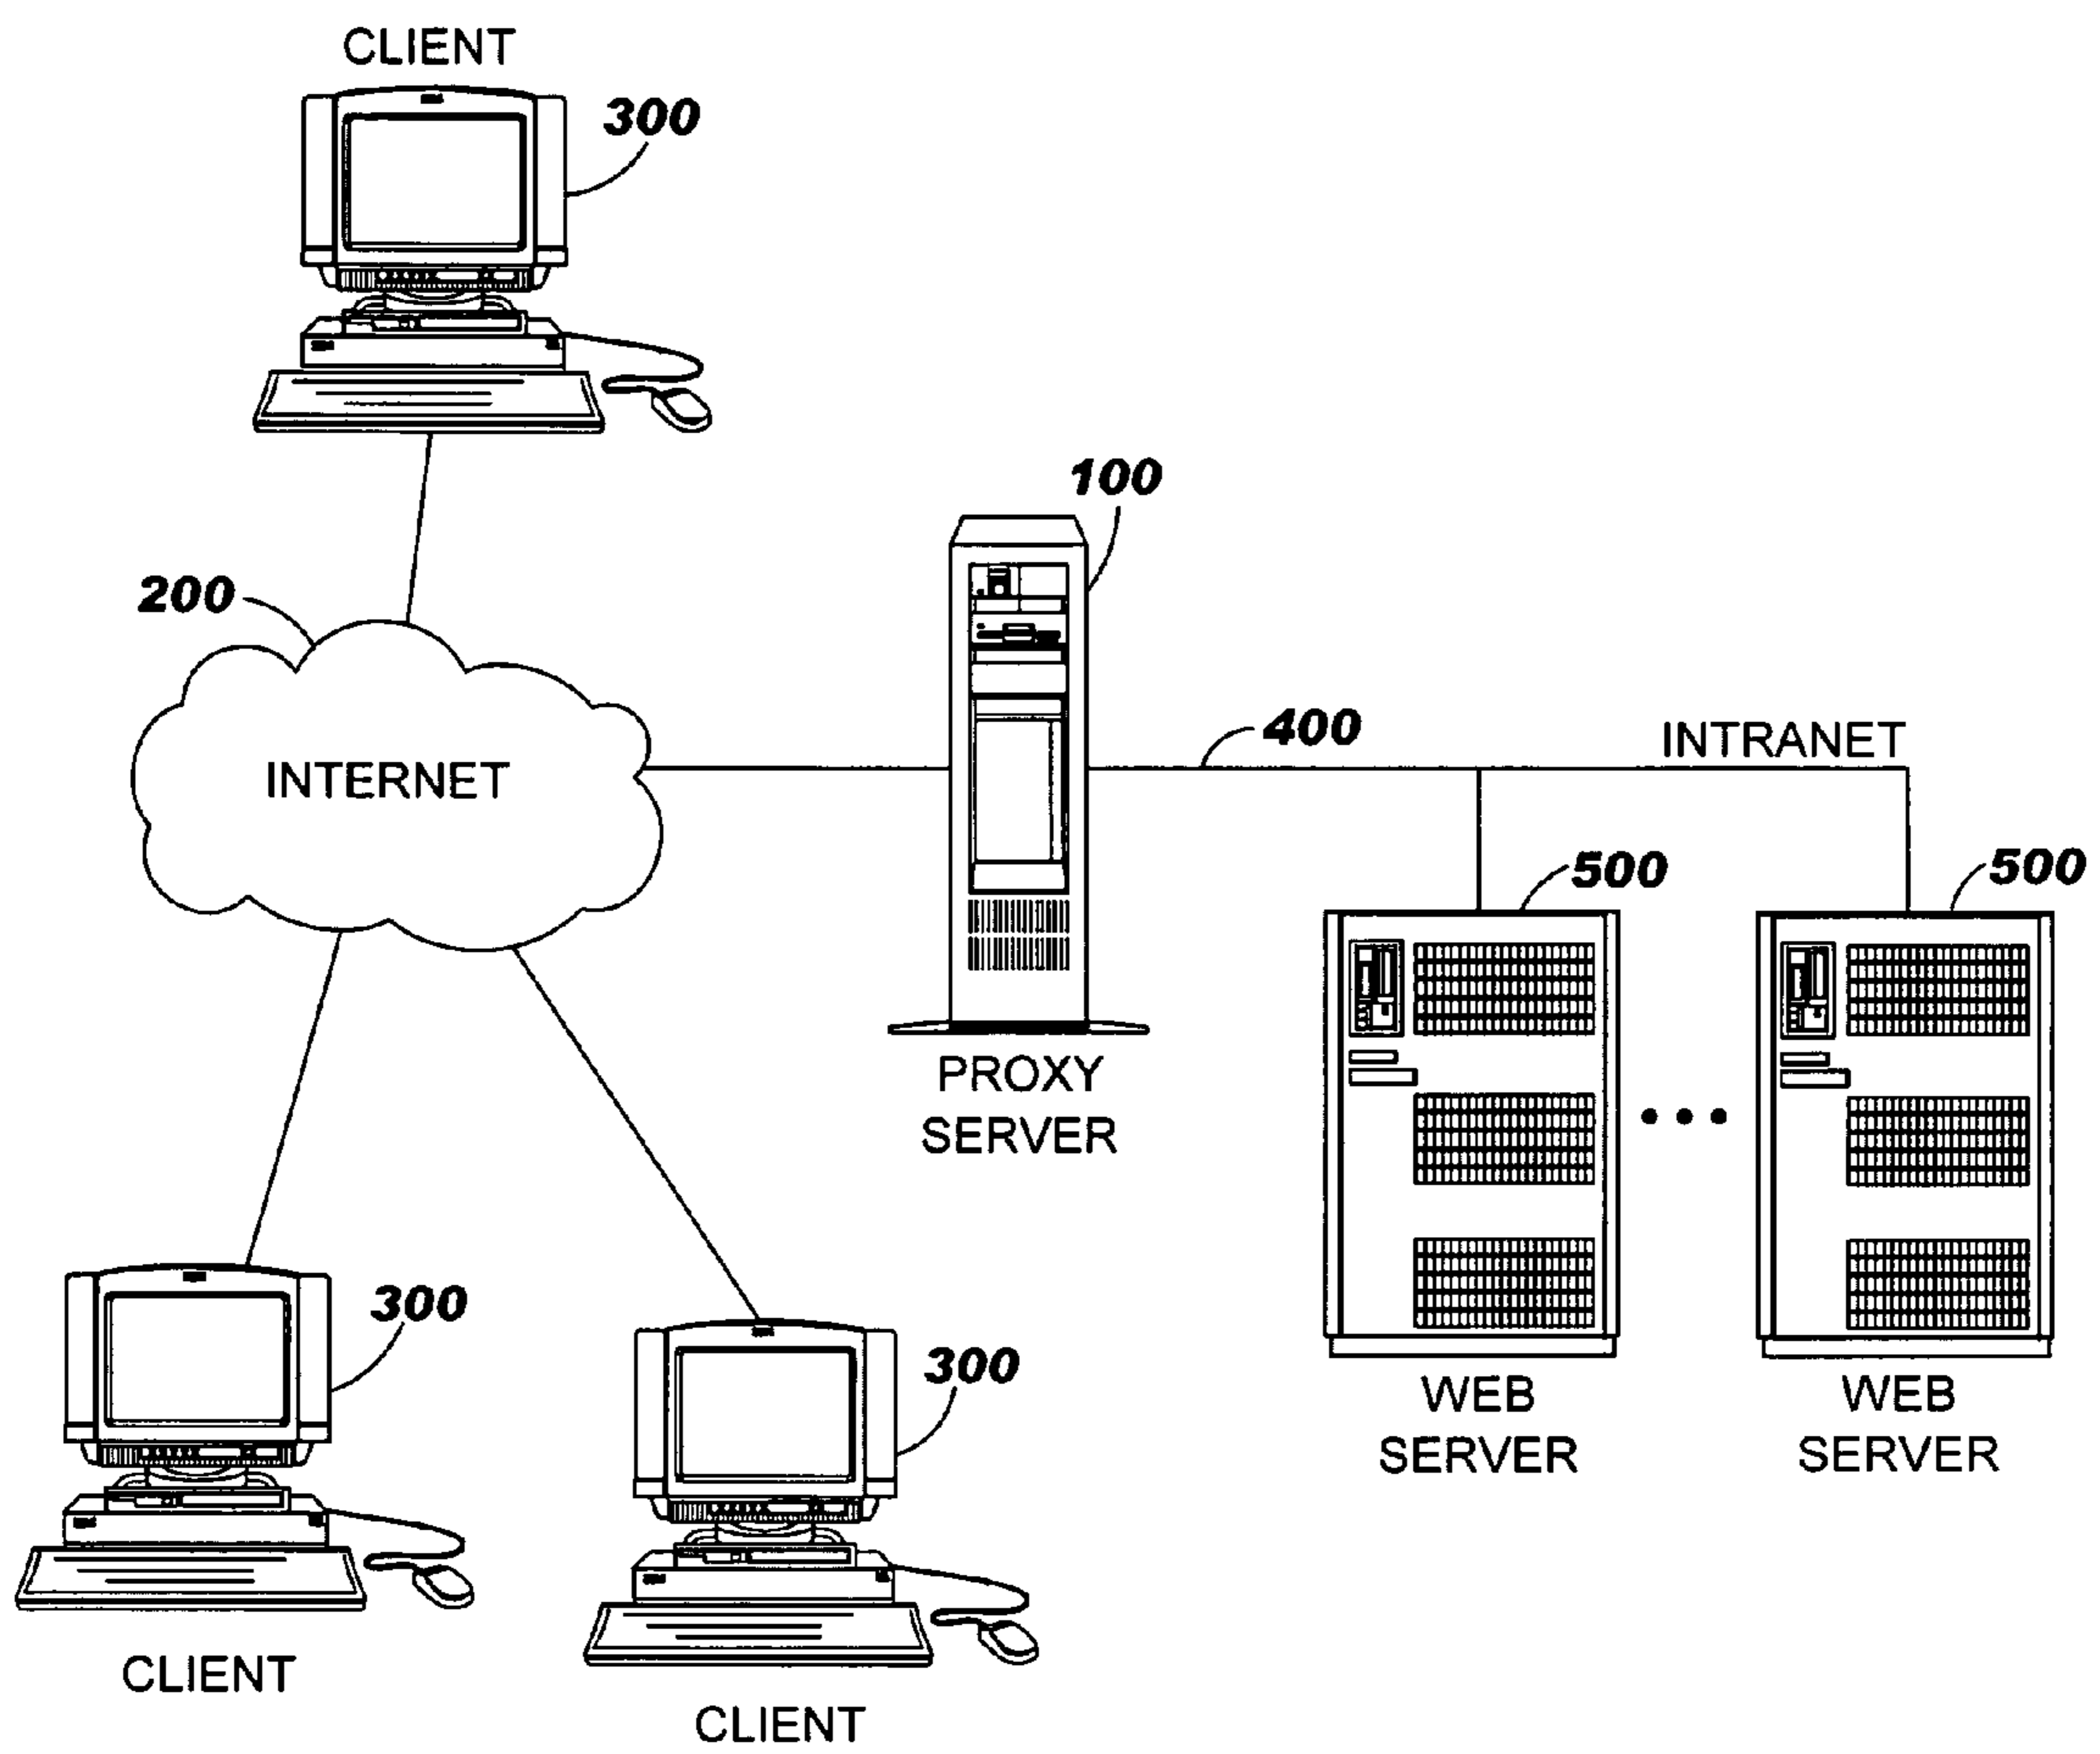 CLIENT
300
100
200
400
INTRANET
INTERNET
500
500
PROXY
SERVER
300
300
WEB
SERVER
WEB
SERVER
CLIENT
CLIENT